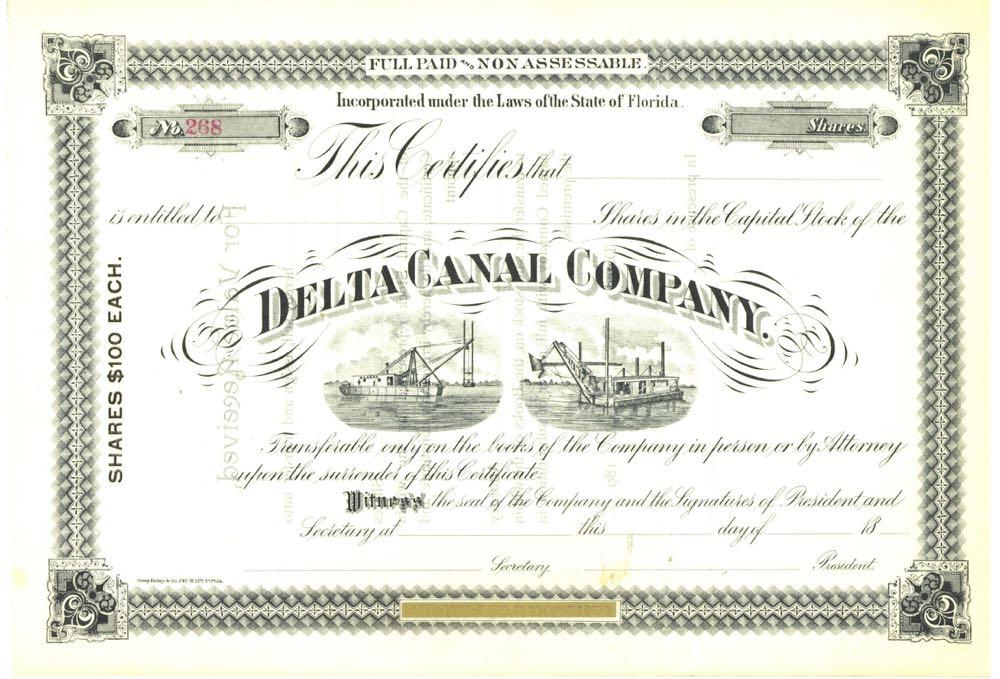 FULL PAID AND NON ASSESSABLE.
Incorporated under the Laws of the State of Florida.
No. 268
Shares
This Certifies that
is entitled to Shares in the Capital Stock of the
DELTA CANAL COMPANY.
SHARES $100 EACH.
Transferable only on the books of the Company in person or by Attorney
upon the surrender of this Certificate
Witness the seal of the Company and the Signatures of President and
Secretary, at this day of 18
Secretary. President.
For Value Received